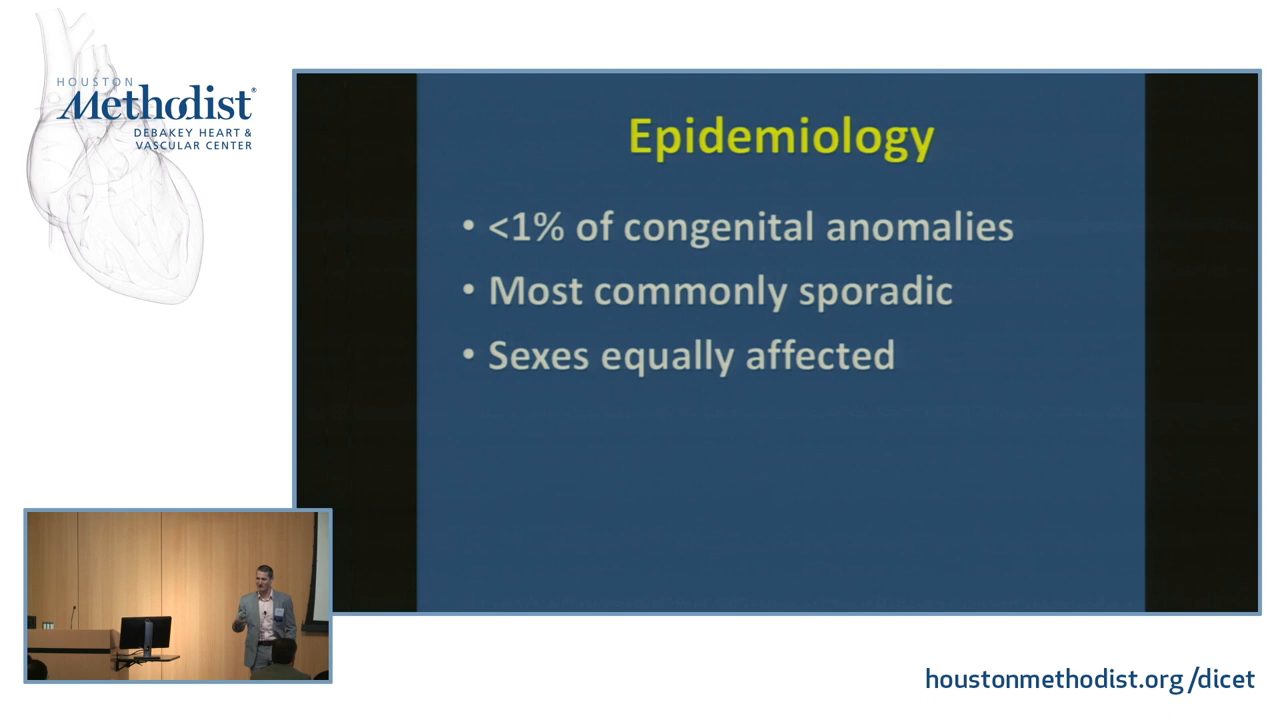 HOUSTON
Methodist®
DEBAKEY HEART &
VASCULAR CENTER
Epidemiology
• <1% of congenital anomalies
• Most commonly sporadic
• Sexes equally affected
houstonmethodist.org/dicet